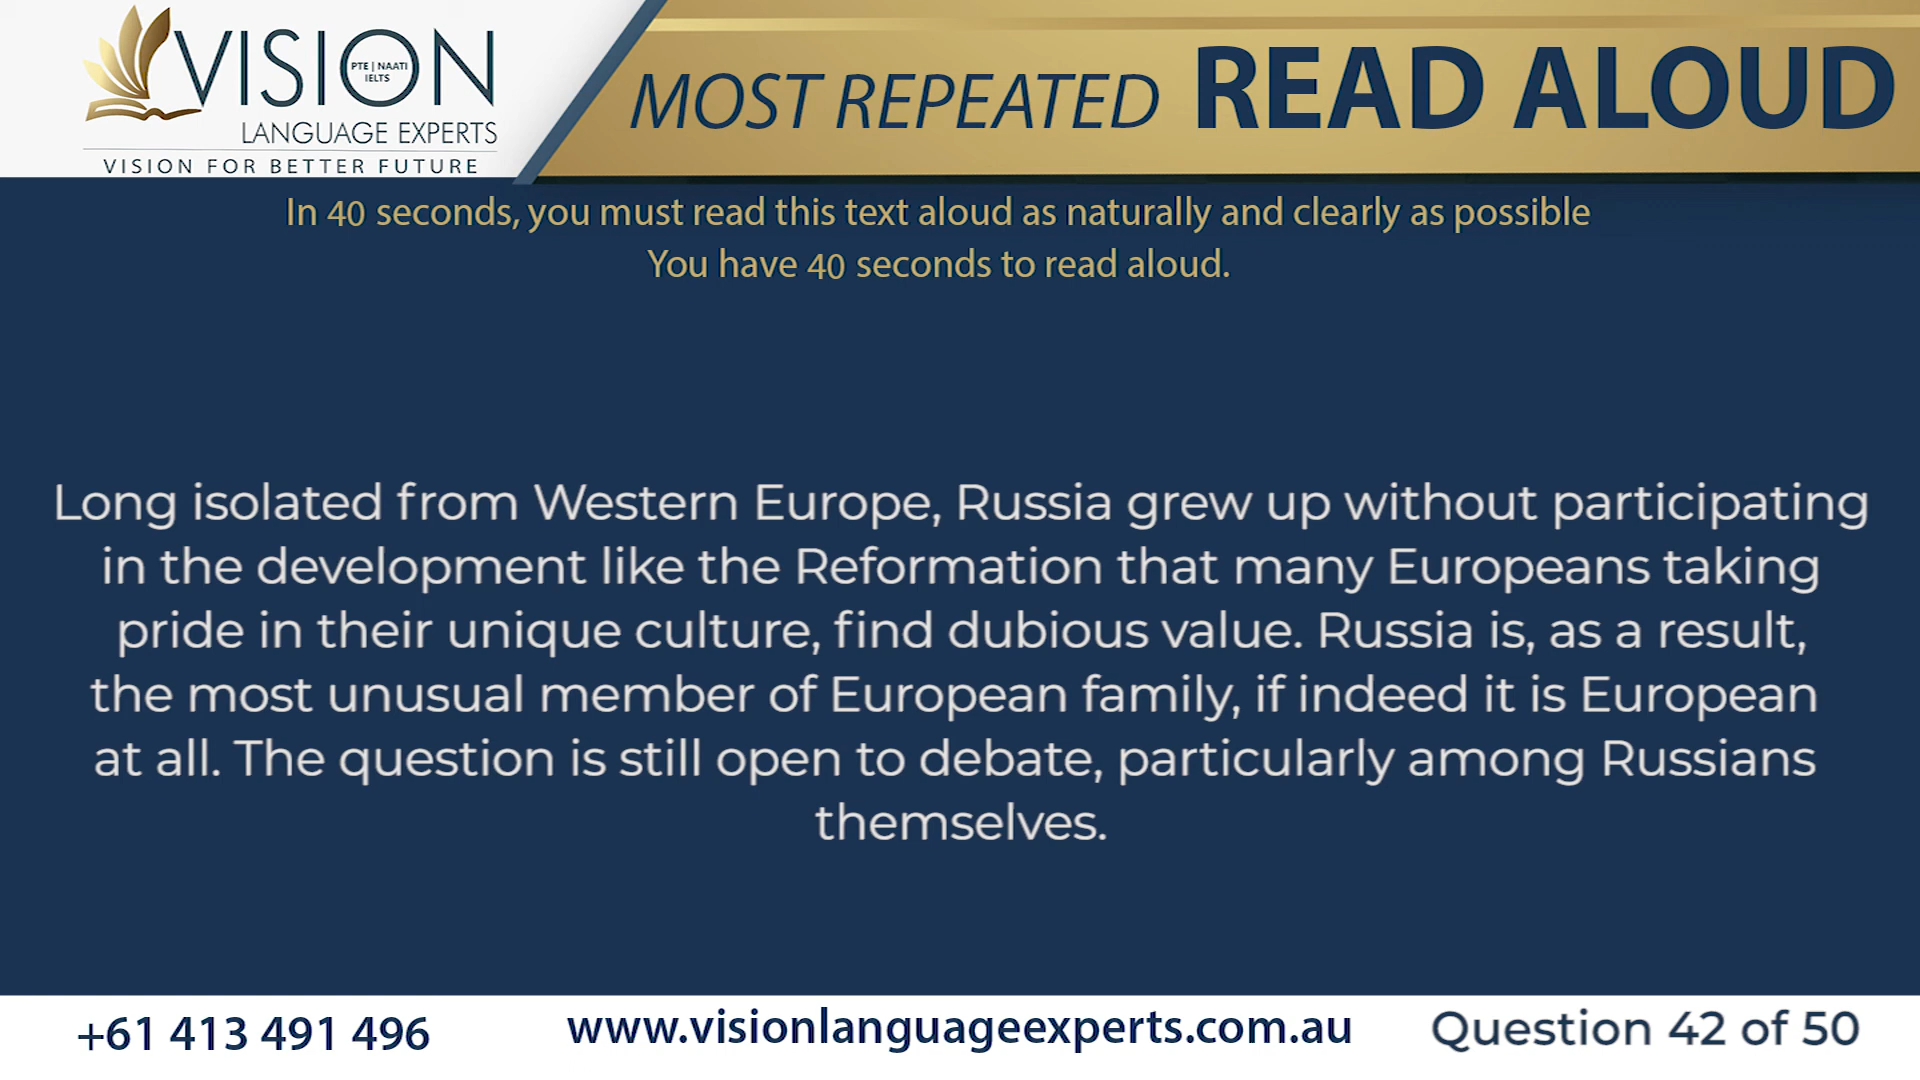 VISION
PTE | NAATI
IELTS
LANGUAGE EXPERTS
VISION FOR BETTER FUTURE
MOST REPEATED READ ALOUD
In 40 seconds, you must read this text aloud as naturally and clearly as possible
You have 40 seconds to read aloud.
Long isolated from Western Europe, Russia grew up without participating
in the development like the Reformation that many Europeans taking
pride in their unique culture, find dubious value. Russia is, as a result,
the most unusual member of European family, if indeed it is European
at all. The question is still open to debate, particularly among Russians
themselves.
+61 413 491 496
www.visionlanguageexperts.com.au
Question 42 of 50